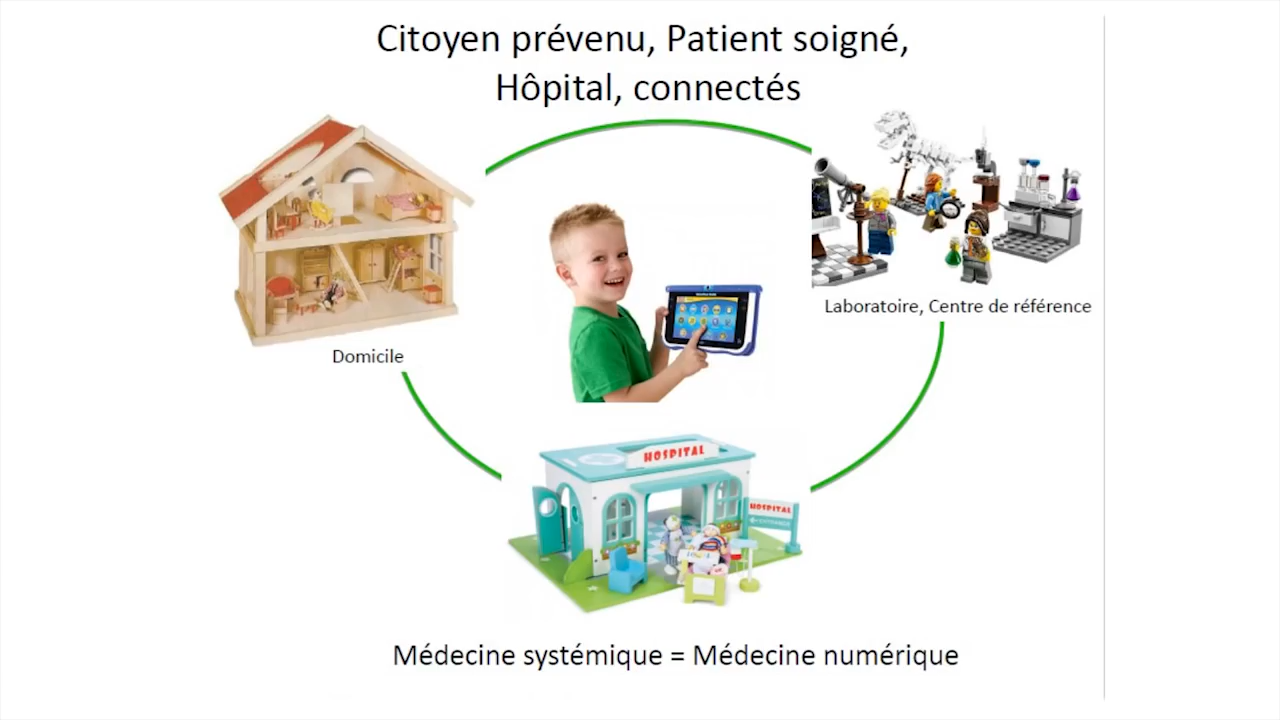 Citoyen prévenu, Patient soigné,
Hôpital, connectés
Laboratoire, Centre de référence
Domicile
HOSPITAL
HOSPITAL
Médecine systémique = Médecine numérique